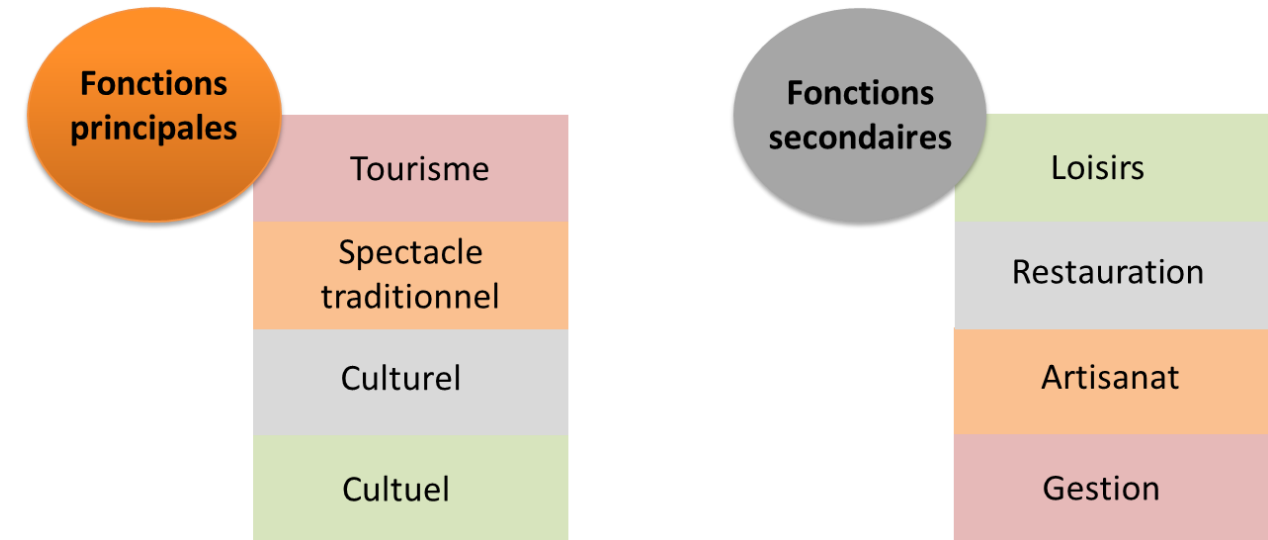 Fonctions
principales
Tourisme
Spectacle
traditionnel
Culturel
Cultuel
Fonctions
secondaires
Loisirs
Restauration
Artisanat
Gestion